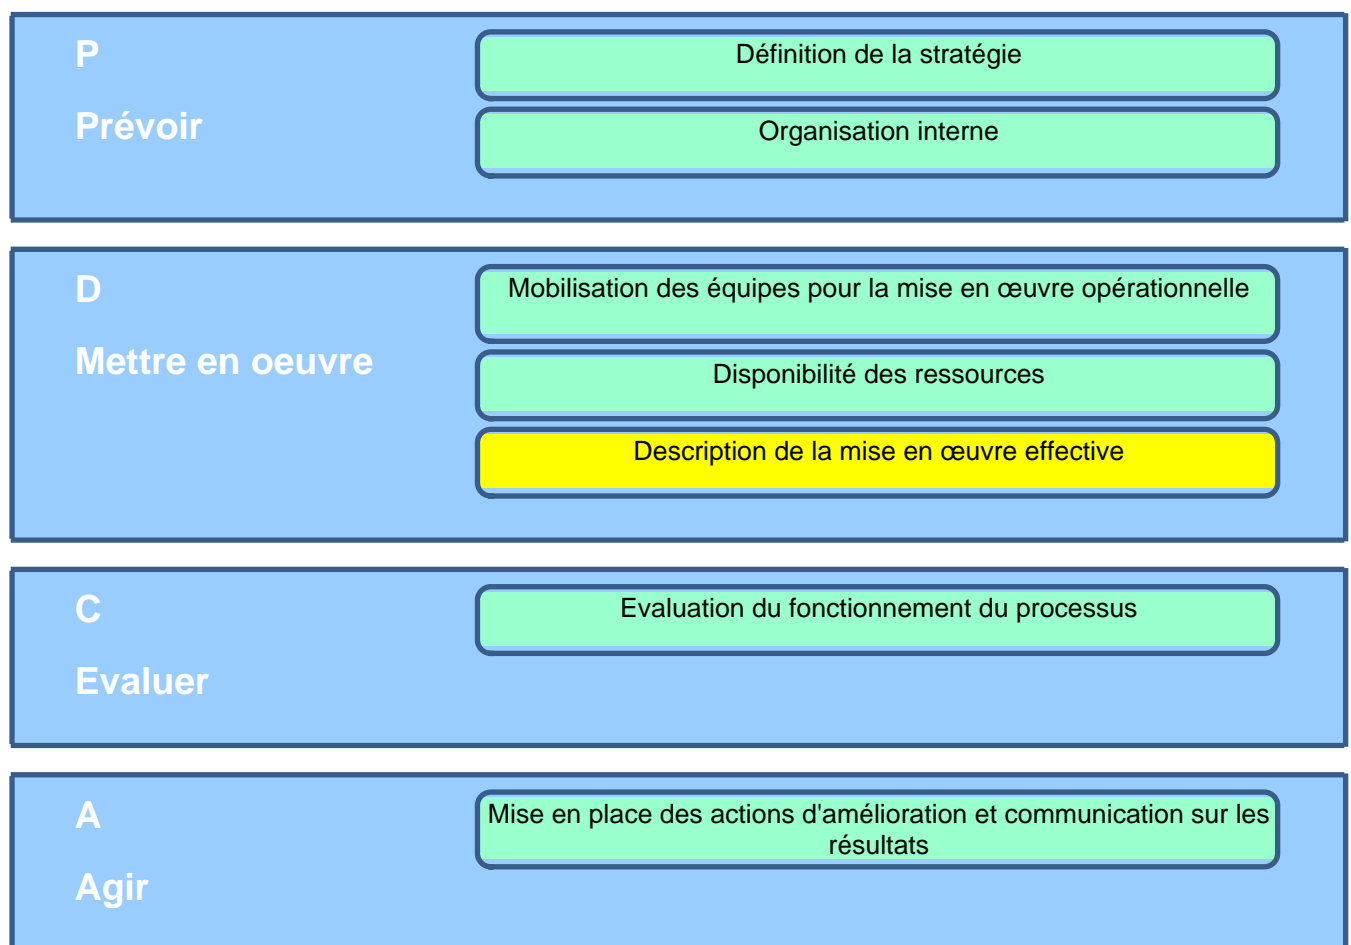 P
Prévoir
Définition de la stratégie
Organisation interne
D
Mettre en oeuvre
Mobilisation des équipes pour la mise en œuvre opérationnelle
Disponibilité des ressources
Description de la mise en œuvre effective
C
Evaluer
Evaluation du fonctionnement du processus
A
Agir
Mise en place des actions d'amélioration et communication sur les
résultats